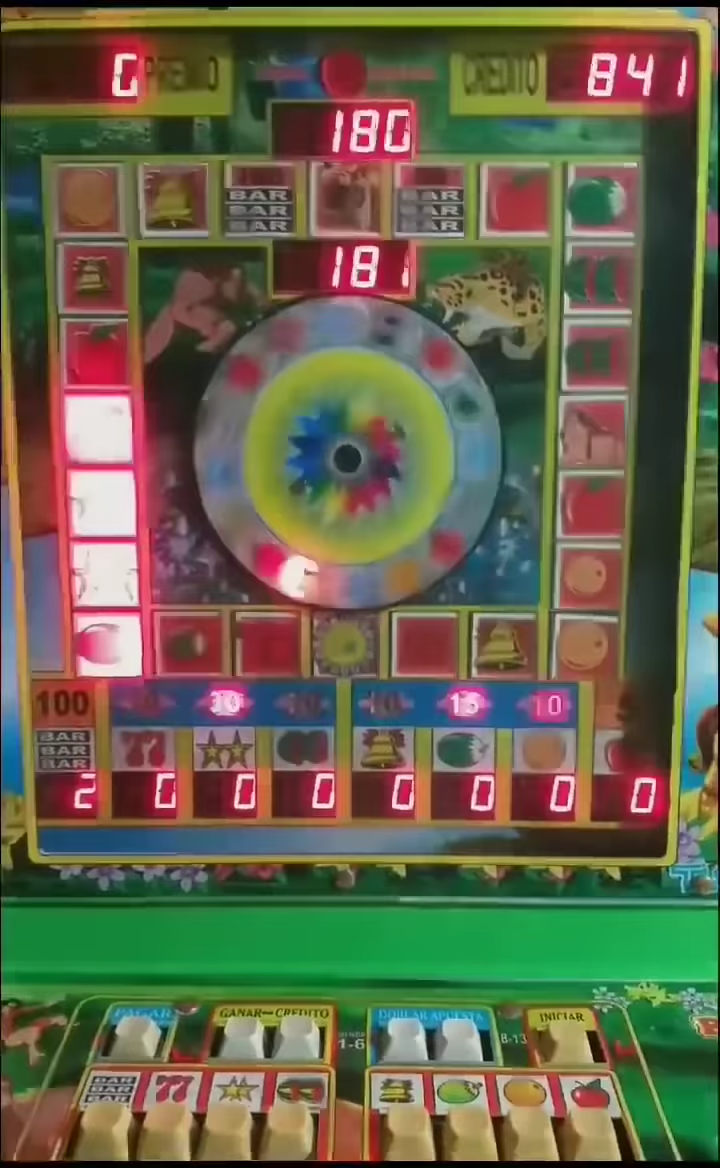 0 PREMIO CREDITO 841
180
BAR BAR
BAR BAR
BAR BAR
181
100 15 10
BAR
BAR 77
BAR
2 0 0 0 0 0 0 0
PAGAR GANAR CREDITO DOBLAR APUESTA INICIAR
1-6 8-13
BAR
BAR 77
BAR